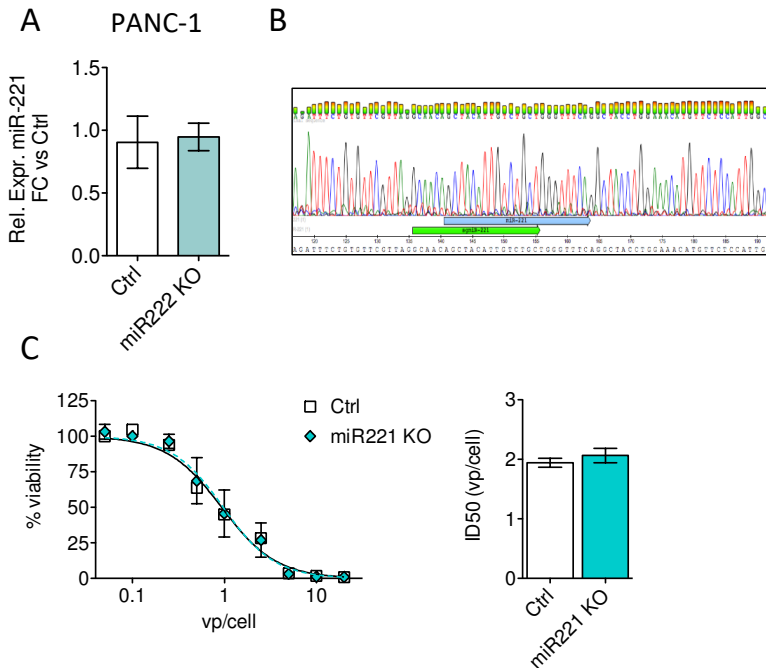 A
PANC-1
B
Rel. Expr. miR-221
FC vs Ctrl
1.5
1.0
0.5
0.0
Ctrl
miR222 KO
miR-221
sgmiR-221
120 125 130 135 140 145 150 155 160 165 170 175 180 185 190
AGATTTCTGTGTTCGTTAGGCAACAGCTACATTGTCTGCTGGGTTTCAGGCTACCTGGAAACATGTTCTCCATTG
C
% viability
125
100
75
50
25
0
0.1
1
10
vp/cell
Ctrl
miR221 KO
ID50 (vp/cell)
3
2
1
0
Ctrl
miR221 KO